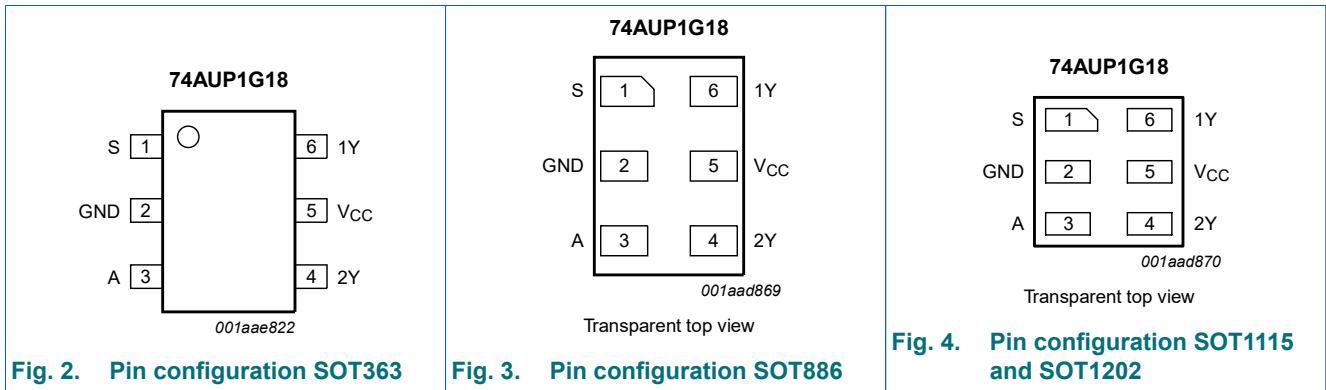 74AUP1G18
S 1 6 1Y
GND 2 5 VCC
A 3 4 2Y
001aae822
Fig. 2. Pin configuration SOT363
74AUP1G18
S 1 6 1Y
GND 2 5 VCC
A 3 4 2Y
001aad869
Transparent top view
Fig. 3. Pin configuration SOT886
74AUP1G18
S 1 6 1Y
GND 2 5 VCC
A 3 4 2Y
001aad870
Transparent top view
Fig. 4. Pin configuration SOT1115
and SOT1202